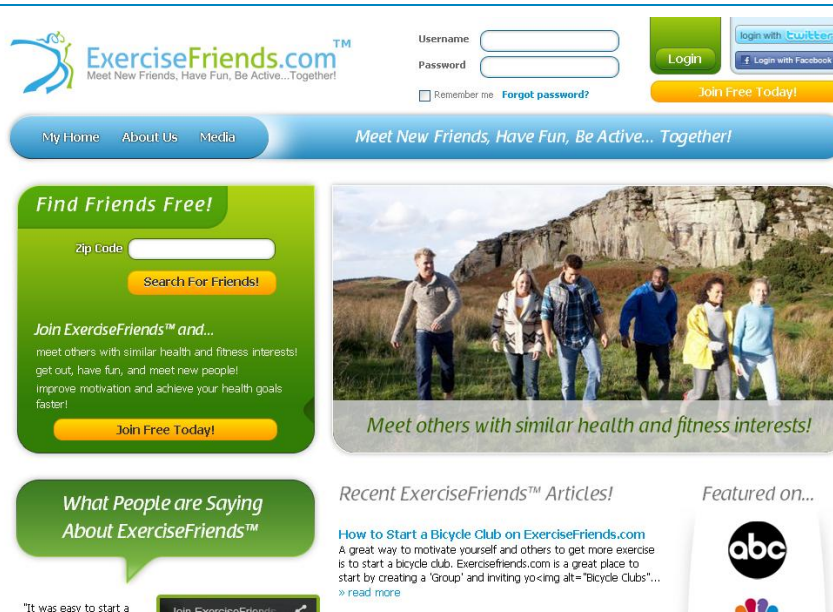 ExerciseFriends.com™
Meet New Friends, Have Fun, Be Active...Together!
Username
Password
Remember me Forgot password?
Login
login with twitter
f Login with Facebook
Join Free Today!
My Home About Us Media
Meet New Friends, Have Fun, Be Active... Together!
Find Friends Free!
Zip Code
Search For Friends!
Join ExerciseFriends™ and...
meet others with similar health and fitness interests!
get out, have fun, and meet new people!
improve motivation and achieve your health goals
faster!
Join Free Today!
Meet others with similar health and fitness interests!
What People are Saying
About ExerciseFriends™
"It was easy to start a
Join ExerciseFriends
Recent ExerciseFriends™ Articles!
How to Start a Bicycle Club on ExerciseFriends.com
A great way to motivate yourself and others to get more exercise
is to start a bicycle club. Exercisefriends.com is a great place to
start by creating a 'Group' and inviting yo<img alt="Bicycle Clubs"...
» read more
Featured on...
abc